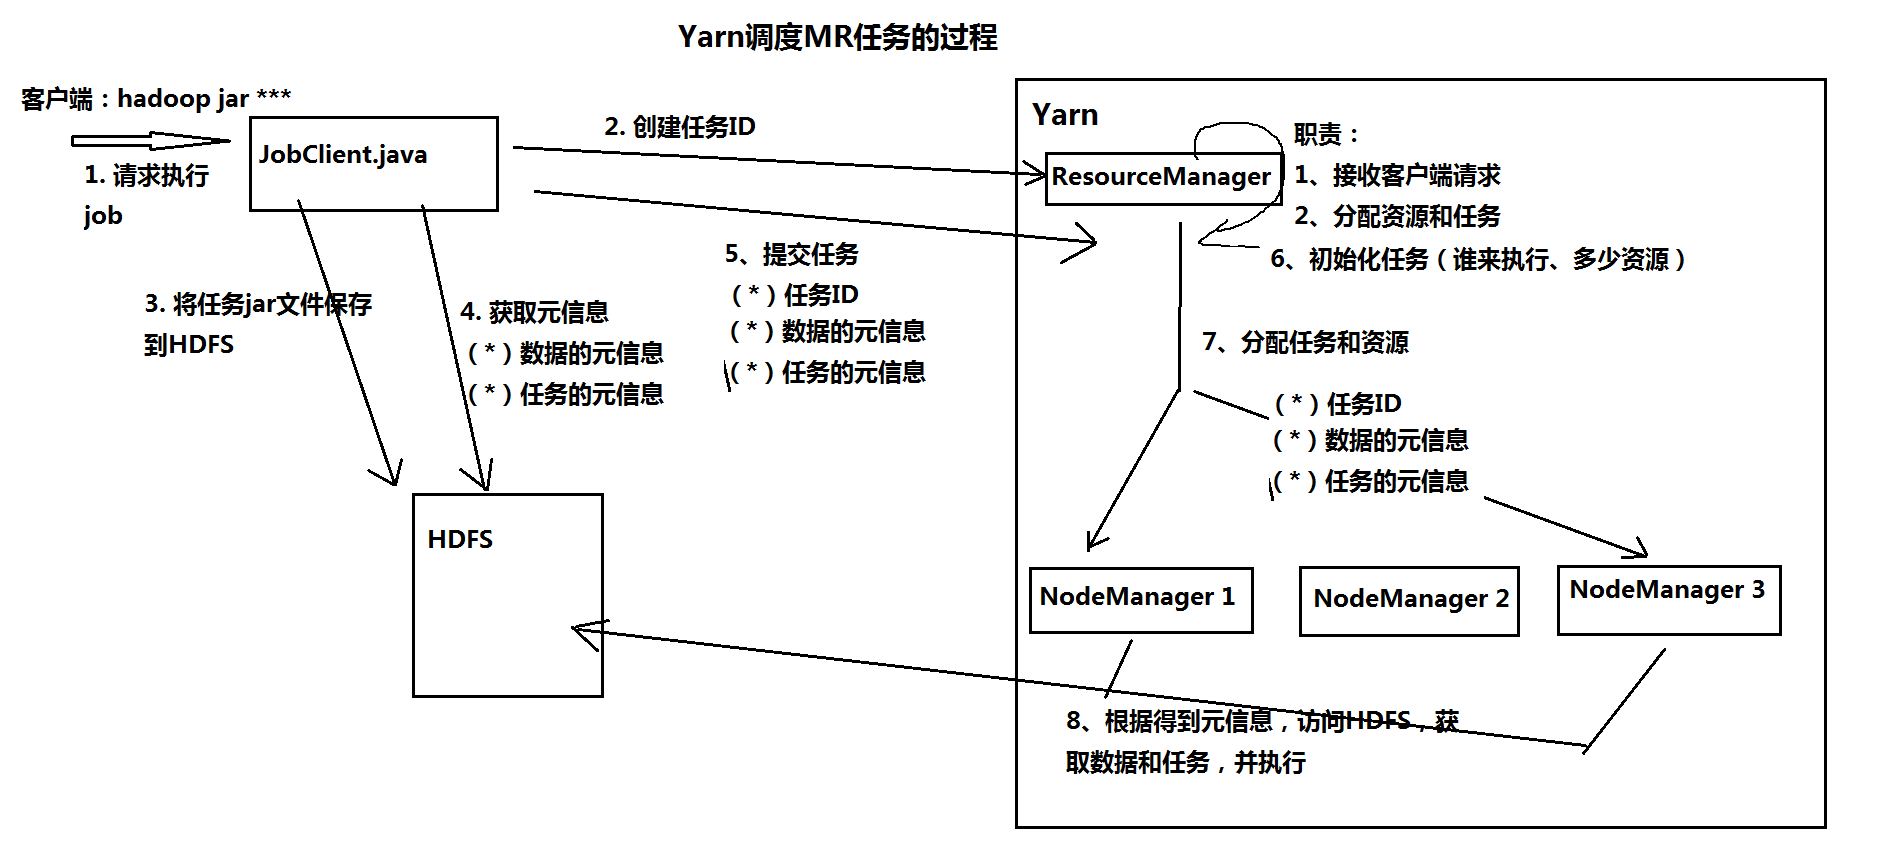 Yarn调度MR任务的过程
客户端：hadoop jar ***
1. 请求执行
job
JobClient.java
2. 创建任务ID
3. 将任务jar文件保存
到HDFS
4. 获取元信息
（*）数据的元信息
（*）任务的元信息
HDFS
5、提交任务
（*）任务ID
（*）数据的元信息
（*）任务的元信息
Yarn
ResourceManager
职责：
1、接收客户端请求
2、分配资源和任务
6、初始化任务（谁来执行、多少资源）
7、分配任务和资源
（*）任务ID
（*）数据的元信息
（*）任务的元信息
NodeManager 1
NodeManager 2
NodeManager 3
8、根据得到元信息，访问HDFS，获
取数据和任务，并执行